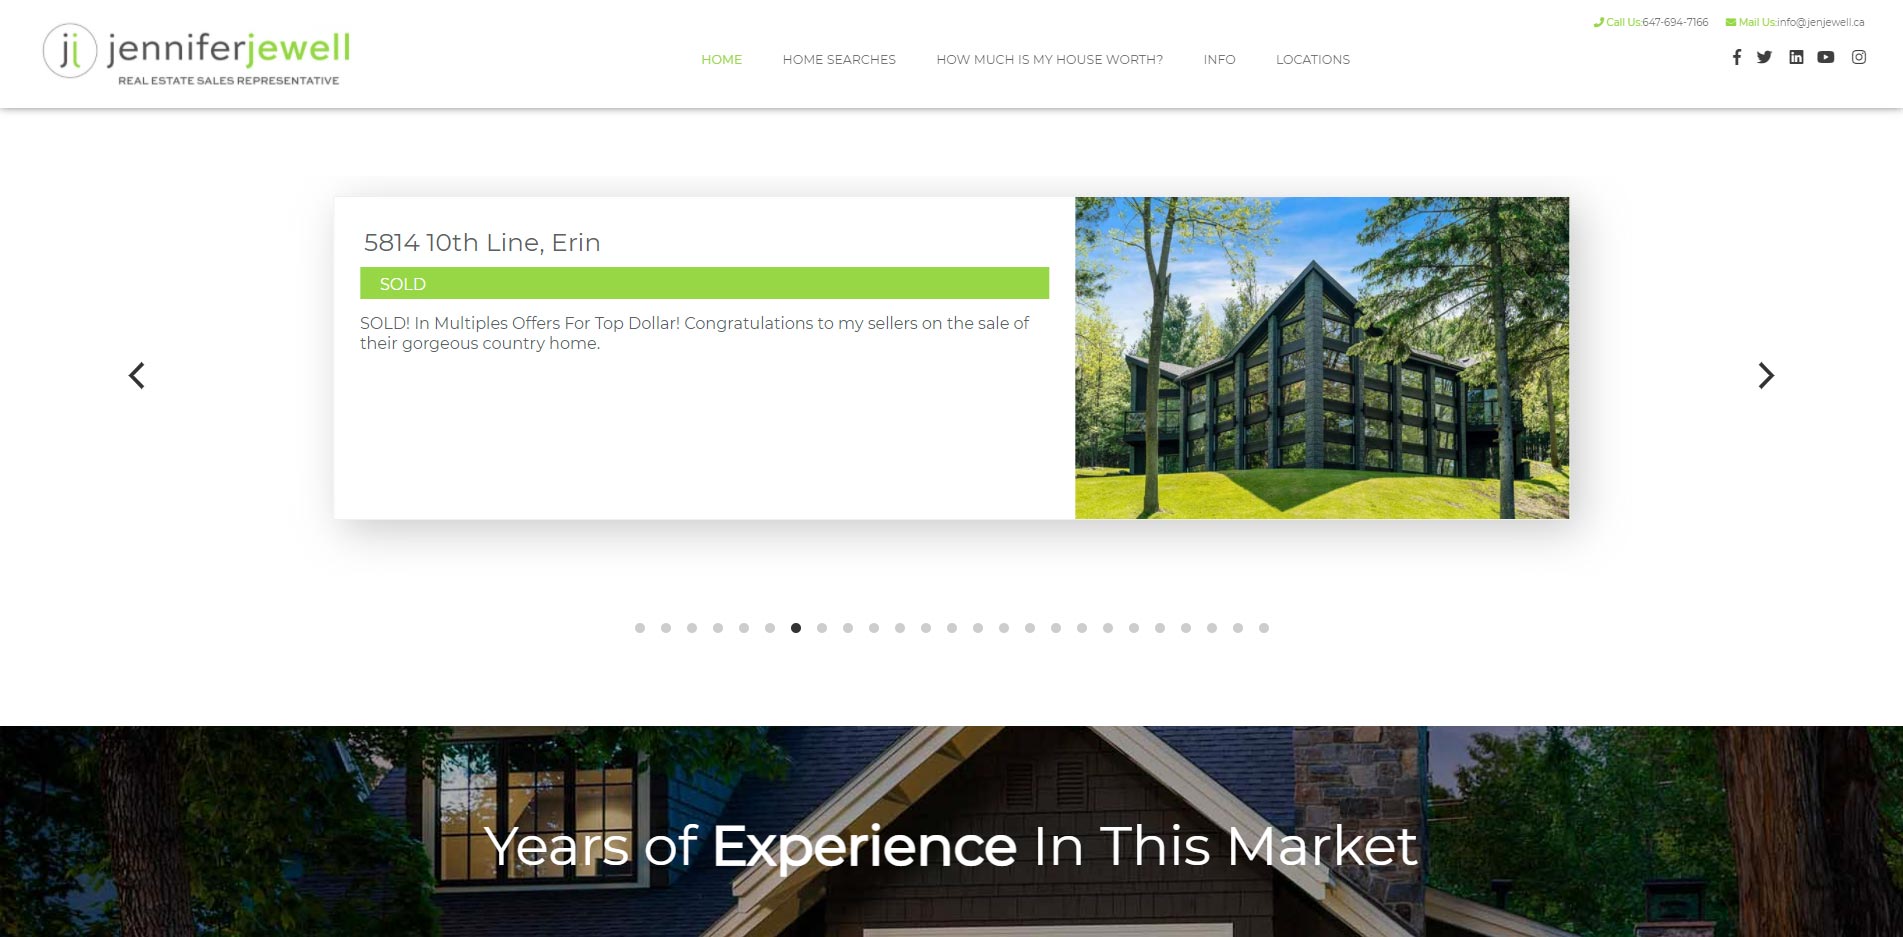 Call Us:647-694-7166 Mail Us:info@jenjewell.ca
jj jenniferjewell
REAL ESTATE SALES REPRESENTATIVE
HOME HOME SEARCHES HOW MUCH IS MY HOUSE WORTH? INFO LOCATIONS
5814 10th Line, Erin
SOLD
SOLD! In Multiples Offers For Top Dollar! Congratulations to my sellers on the sale of
their gorgeous country home.
Years of Experience In This Market